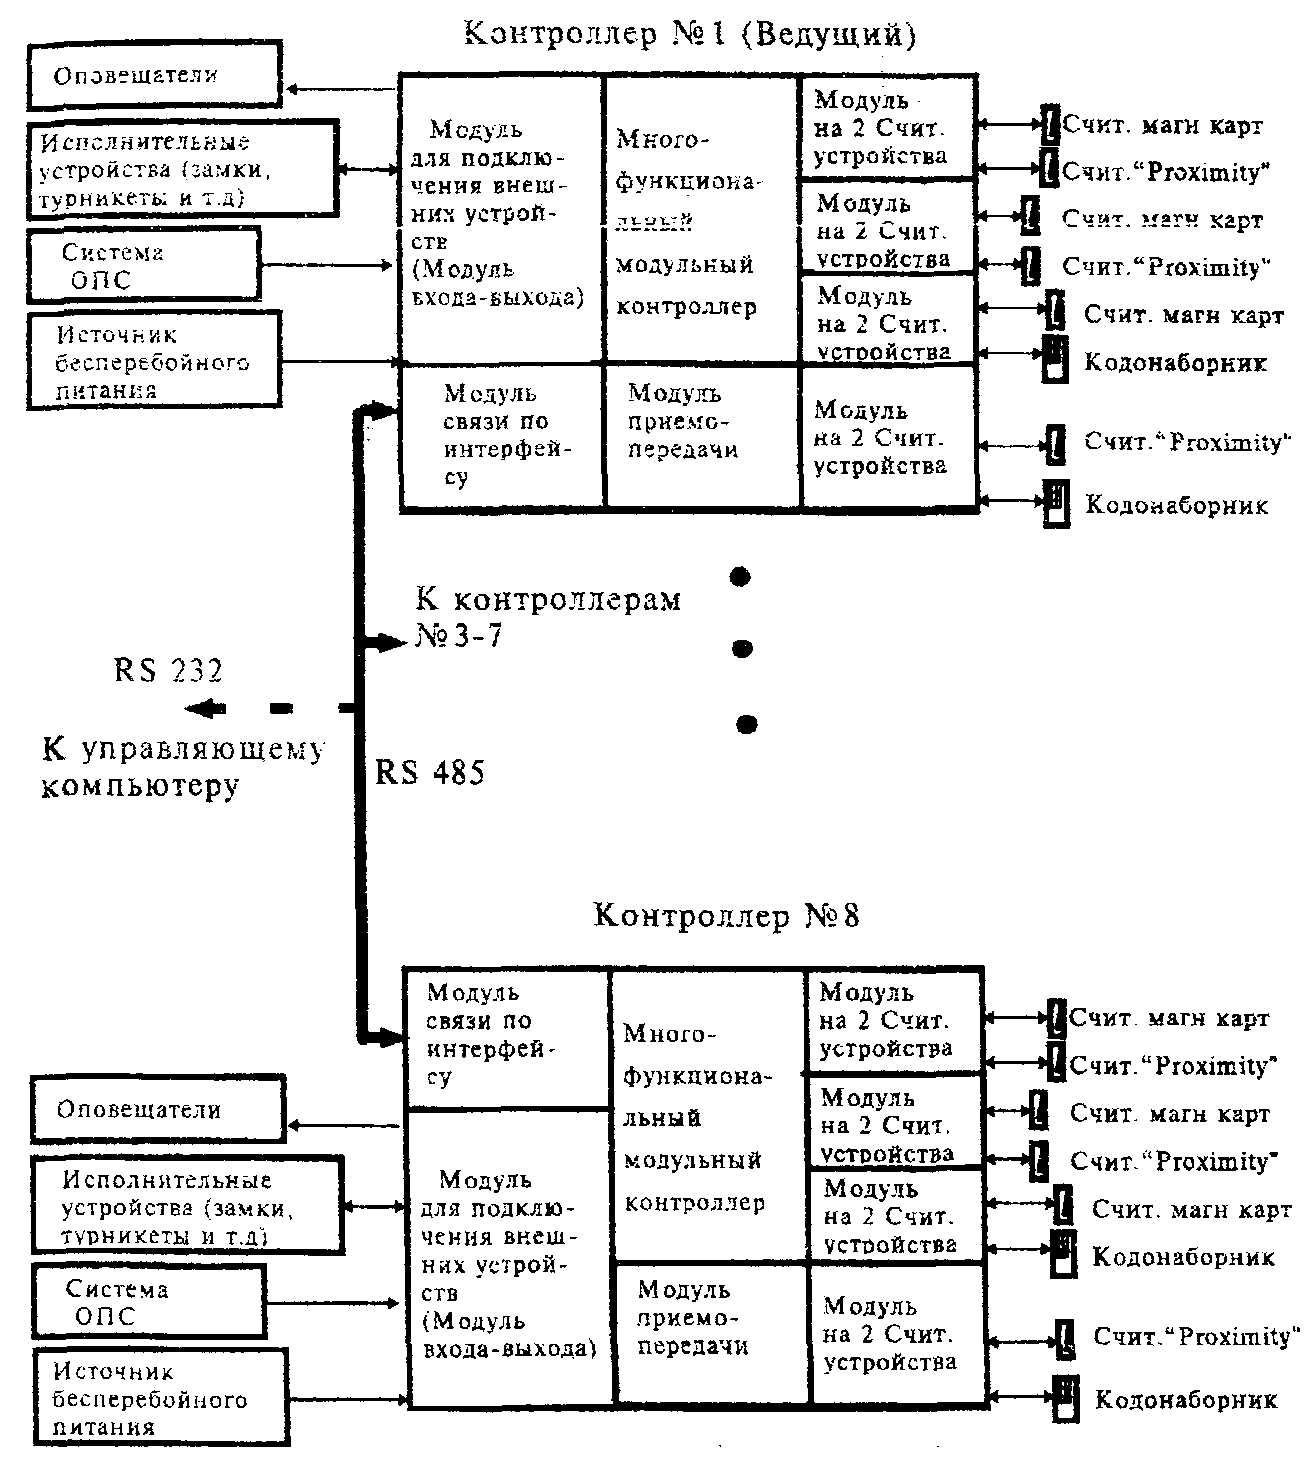 Контроллер №1 (Ведущий)
Оповещатели
Исполнительные
устройства (замки,
турникеты и т.д)
Система
ОПС
Источник
бесперебойного
питания
Модуль
для подклю-
чения внеш-
них устрой-
ств
(Модуль
входа-выхода)
Много-
функциона-
льный
модульный
контроллер
Модуль
на 2 Счит.
устройства
Модуль
на 2 Счит.
устройства
Модуль
на 2 Счит.
устройства
Модуль
связи по
интерфей-
су
Модуль
приемо-
передачи
Модуль
на 2 Счит.
устройства
Счит. магн карт
Счит."Proximity"
Счит. магн карт
Счит."Proximity"
Счит. магн карт
Кодонаборник
Счит."Proximity"
Кодонаборник
К контроллерам
№3-7
RS 232
К управляющему
компьютеру
RS 485
Контроллер №8
Оповещатели
Исполнительные
устройства (замки,
турникеты и т.д)
Система
ОПС
Источник
бесперебойного
питания
Модуль
связи по
интерфей-
су
Модуль
для подклю-
чения внеш-
них устрой-
ств
(Модуль
входа-выхода)
Много-
функциона-
льный
модульный
контроллер
Модуль
приемо-
передачи
Модуль
на 2 Счит.
устройства
Модуль
на 2 Счит.
устройства
Модуль
на 2 Счит.
устройства
Модуль
на 2 Счит.
устройства
Счит. магн карт
Счит."Proximity"
Счит. магн карт
Счит."Proximity"
Счит. магн карт
Кодонаборник
Счит."Proximity"
Кодонаборник